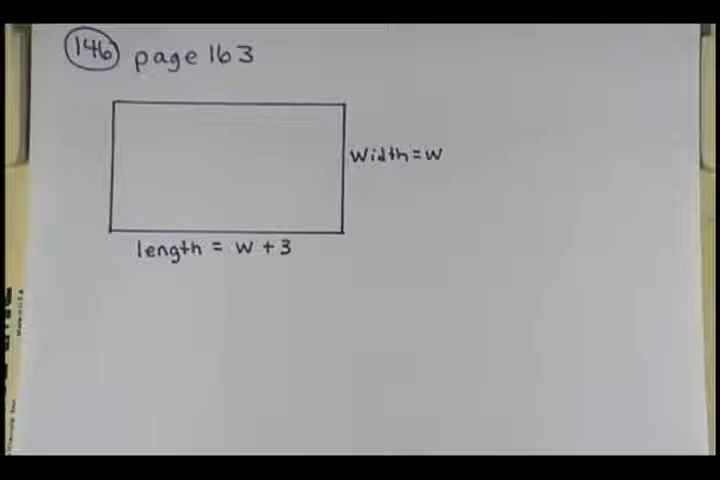 146 page 163
Width = W
length = W + 3